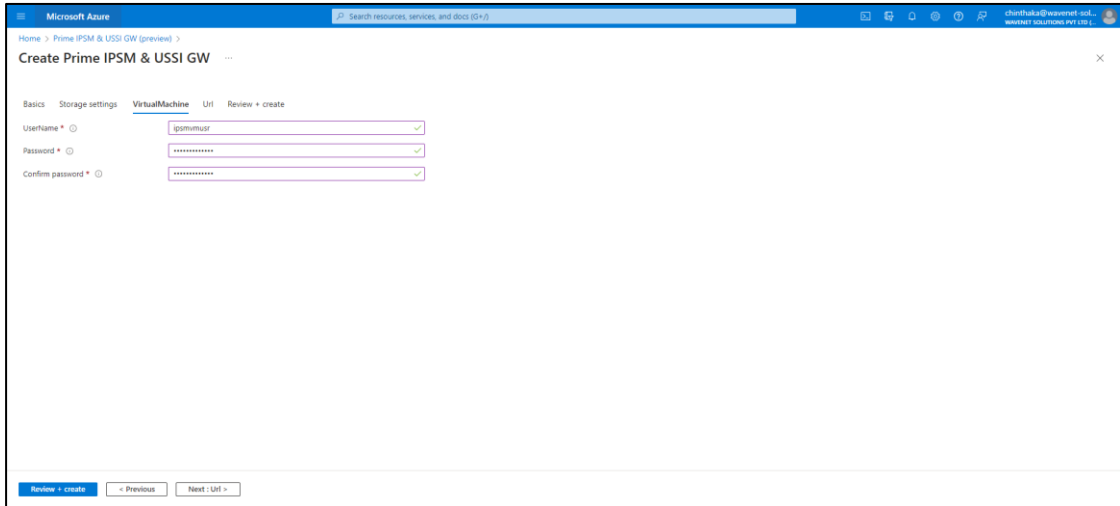 Microsoft Azure
Search resources, services, and docs (G+/)
chinthaka@wavenet-sol...
WAVENET SOLUTIONS PVT LTD (...
Home > Prime IPSM & USSI GW (preview) >
Create Prime IPSM & USSI GW ...
Basics Storage settings VirtualMachine Url Review + create
UserName *
ipsmvmusr
Password *
•••••••••••••
Confirm password *
•••••••••••••
Review + create
< Previous
Next : Url >